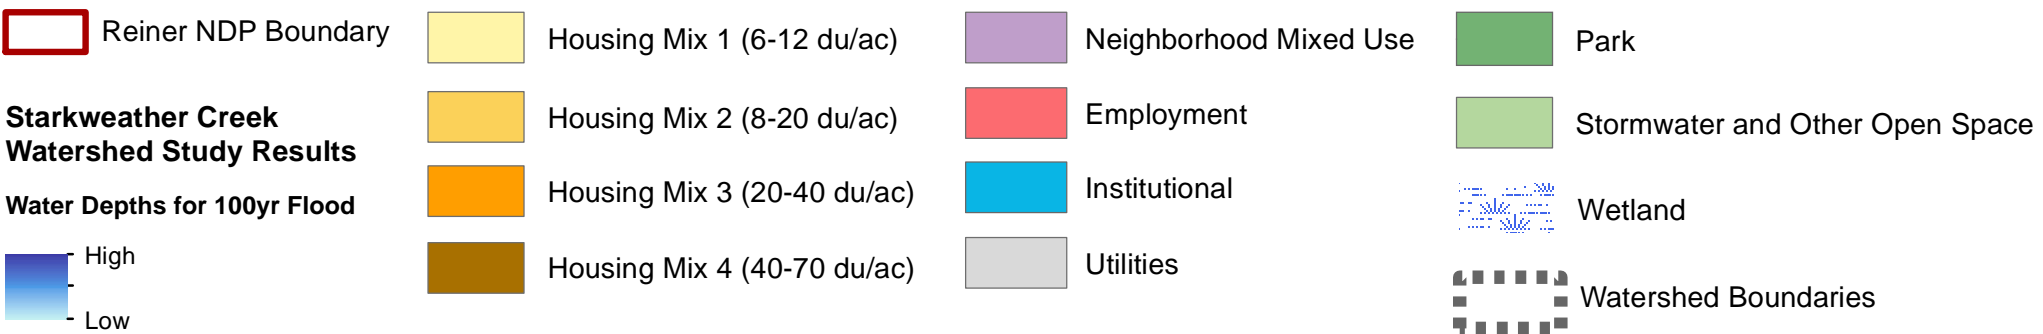 Reiner NDP Boundary
Starkweather Creek
Watershed Study Results
Water Depths for 100yr Flood
High
Low
Housing Mix 1 (6-12 du/ac)
Housing Mix 2 (8-20 du/ac)
Housing Mix 3 (20-40 du/ac)
Housing Mix 4 (40-70 du/ac)
Neighborhood Mixed Use
Employment
Institutional
Utilities
Park
Stormwater and Other Open Space
Wetland
Watershed Boundaries